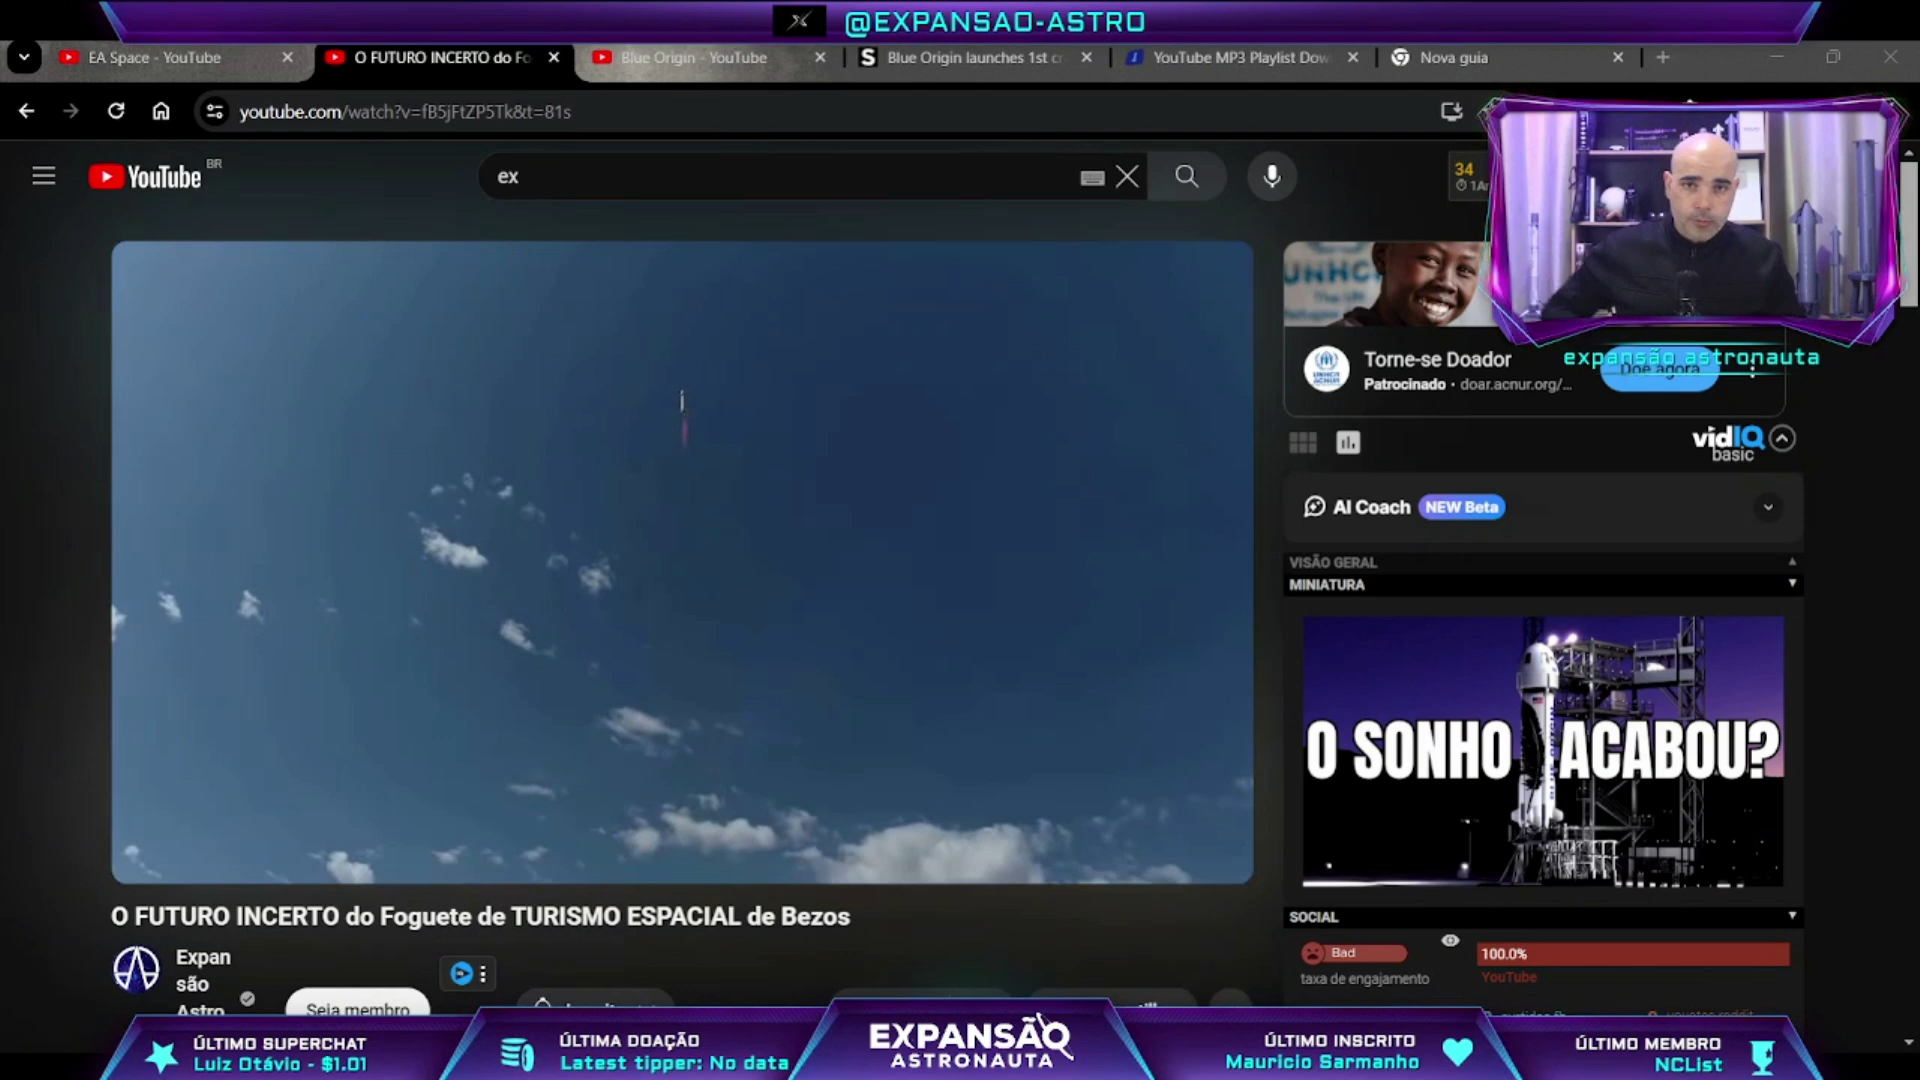 @EXPANSAO-ASTRO
EA Space - YouTube
O FUTURO INCERTO do Fo
Blue Origin - YouTube
Blue Origin launches 1st c
YouTube MP3 Playlist Dow
Nova guia
youtube.com/watch?v=fB5jFtZP5Tk&t=81s
YouTube
BR
ex
34
UNHC
Torne-se Doador
Patrocinado · doar.acnur.org/...
Doe agora
expansão astronauta
vidIQ
basic
AI Coach
NEW Beta
VISÃO GERAL
MINIATURA
O SONHO ACABOU?
O FUTURO INCERTO do Foguete de TURISMO ESPACIAL de Bezos
Expan
são
Astro
Seja membro
SOCIAL
Bad
100.0%
taxa de engajamento
YouTube
ÚLTIMO SUPERCHAT
Luiz Otávio - $1.01
ÚLTIMA DOAÇÃO
Latest tipper: No data
EXPANSÃO
ASTRONAUTA
ÚLTIMO INSCRITO
Mauricio Sarmanho
ÚLTIMO MEMBRO
NCList